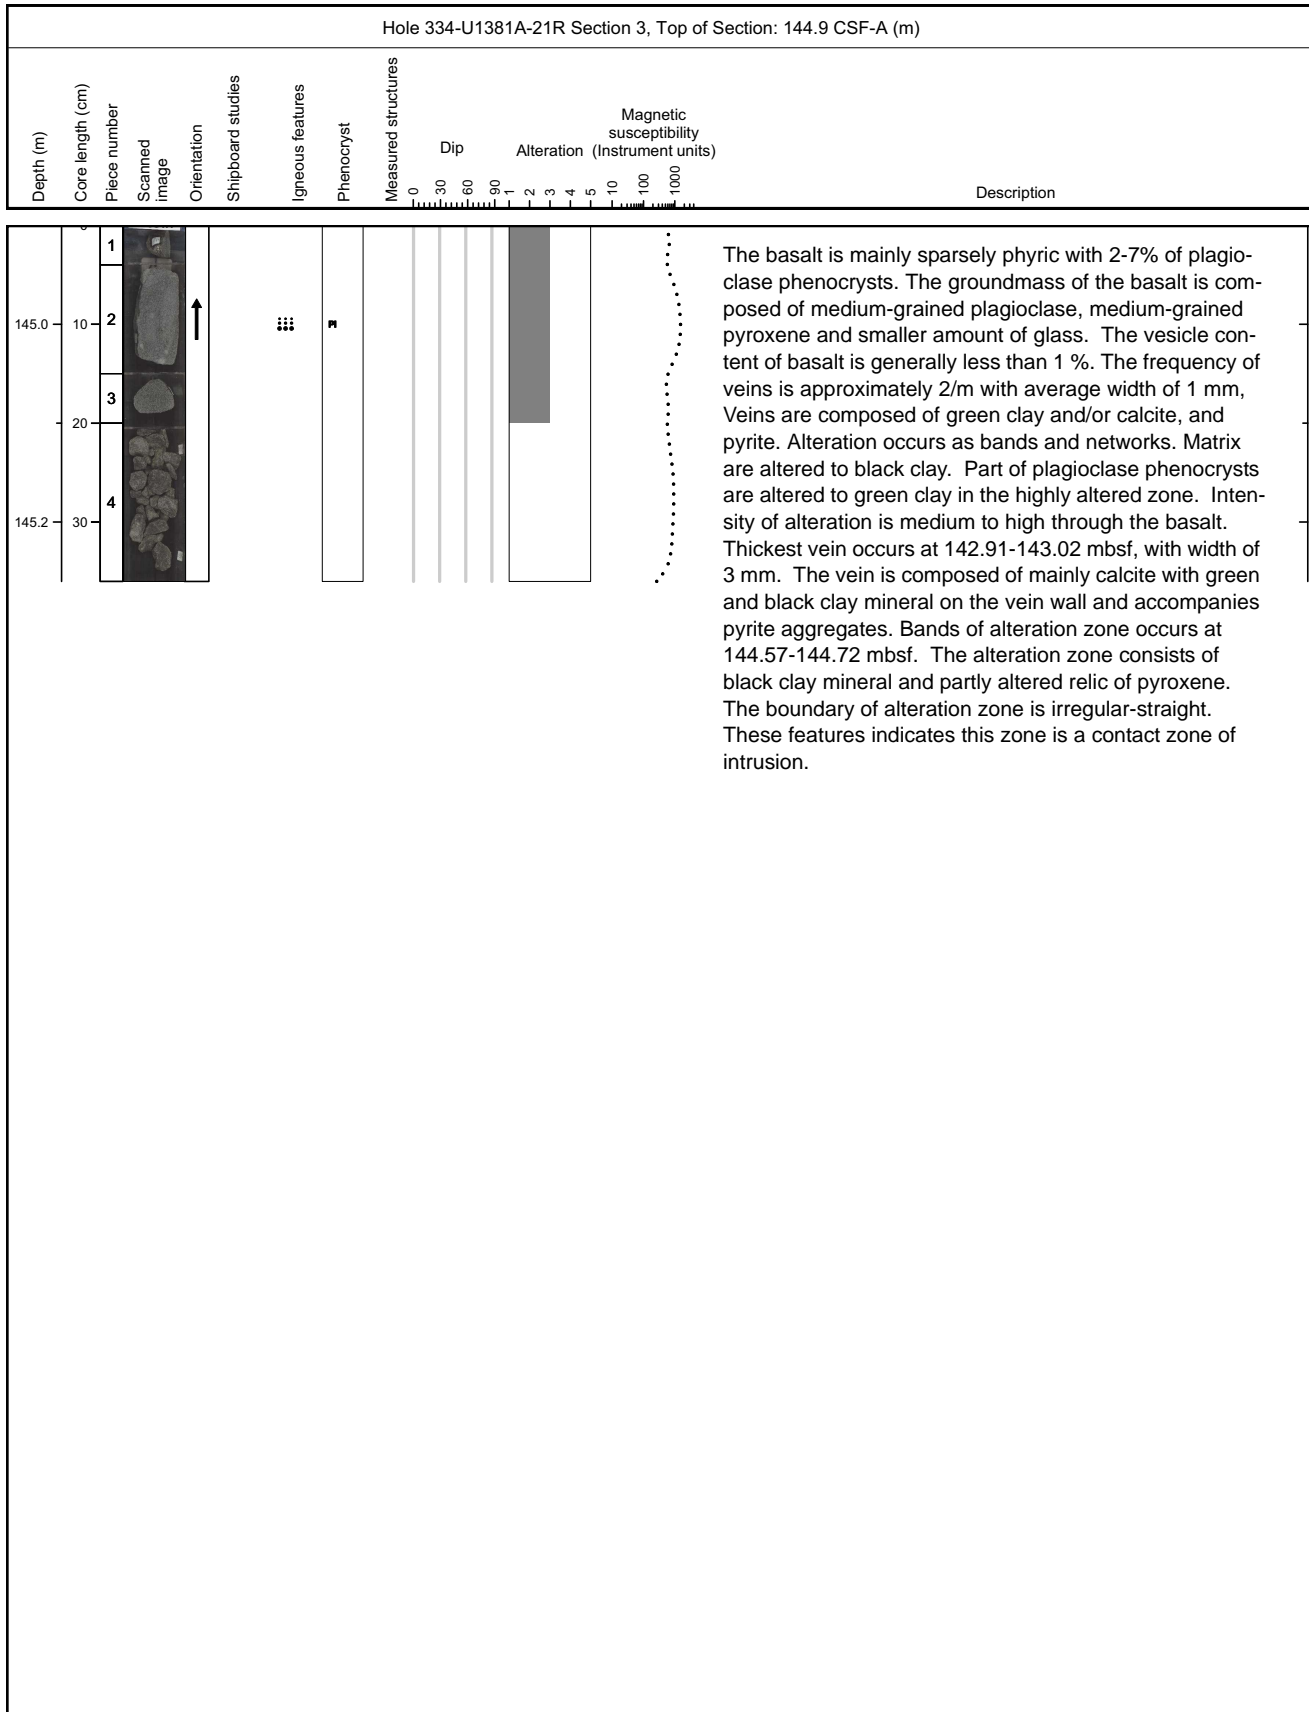 Hole 334-U1381A-21R Section 3, Top of Section: 144.9 CSF-A (m)
Depth (m)
Core length (cm)
Piece number
Scanned
image
Orientation
Shipboard studies
Igneous features
Phenocryst
Measured structures
Dip
0 30 60 90
Alteration
1 2 3 4 5
Magnetic
susceptibility
(Instrument units)
10 100 1000
Description
1
145.0 10 2
3
20
4
145.2 30
Pl
The basalt is mainly sparsely phyric with 2-7% of plagio-
clase phenocrysts. The groundmass of the basalt is com-
posed of medium-grained plagioclase, medium-grained
pyroxene and smaller amount of glass.  The vesicle con-
tent of basalt is generally less than 1 %. The frequency of
veins is approximately 2/m with average width of 1 mm,
Veins are composed of green clay and/or calcite, and
pyrite. Alteration occurs as bands and networks. Matrix
are altered to black clay.  Part of plagioclase phenocrysts
are altered to green clay in the highly altered zone.  Inten-
sity of alteration is medium to high through the basalt.
Thickest vein occurs at 142.91-143.02 mbsf, with width of
3 mm.  The vein is composed of mainly calcite with green
and black clay mineral on the vein wall and accompanies
pyrite aggregates. Bands of alteration zone occurs at
144.57-144.72 mbsf.  The alteration zone consists of
black clay mineral and partly altered relic of pyroxene.
The boundary of alteration zone is irregular-straight.
These features indicates this zone is a contact zone of
intrusion.